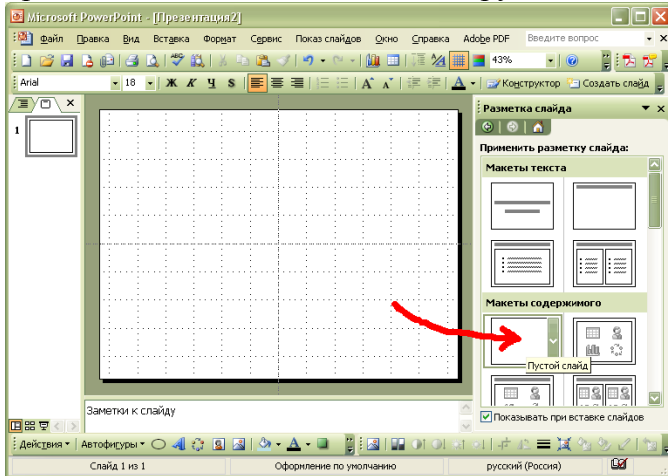 Microsoft PowerPoint - [Презентация2]
Файл Правка Вид Вставка Формат Сервис Показ слайдов Окно Справка Adobe PDF Введите вопрос
43%
Arial 18 Ж К Ч S Конструктор Создать слайд
Разметка слайда
1
Применить разметку слайда:
Макеты текста
Макеты содержимого
Пустой слайд
Заметки к слайду
Показывать при вставке слайдов
Действия Автофигуры
Слайд 1 из 1 Оформление по умолчанию русский (Россия)